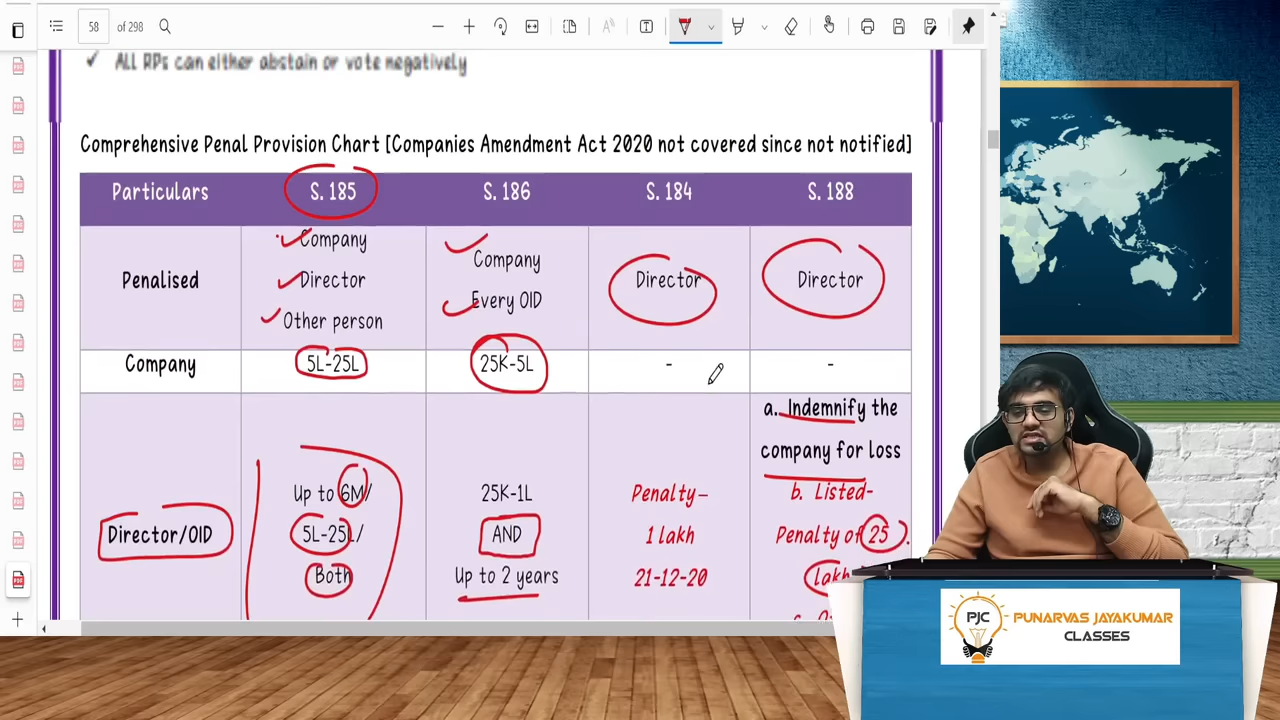 58 of 298
✓ All RPs can either abstain or vote negatively
Comprehensive Penal Provision Chart [Companies Amendment Act 2020 not covered since not notified]
Particulars S. 185 S. 186 S. 184 S. 188
Penalised
Company
Director
Other person
Company
Every OID
Director
Director
Company 5L-25L 25K-5L - -
Director/OID
Up to 6M/
5L-25L/
Both
25K-1L
AND
Up to 2 years
Penalty–
1 lakh
21-12-20
a. Indemnify the
company for loss
b. Listed-
Penalty of 25
lakh
PJC
PUNARVAS JAYAKUMAR
CLASSES